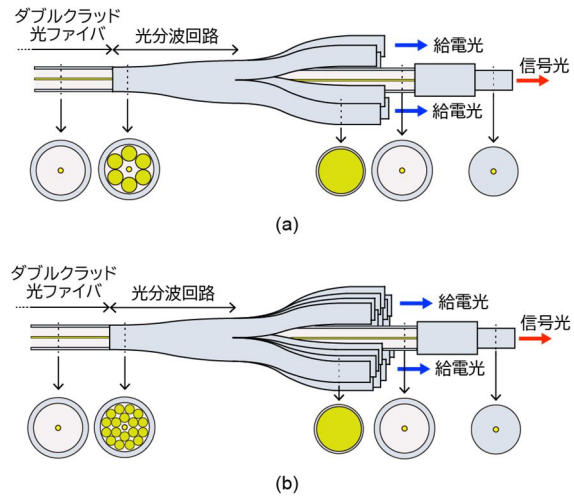 ダブルクラッド
光ファイバ
光分波回路
給電光
信号光
給電光
(a)
ダブルクラッド
光ファイバ
光分波回路
給電光
信号光
給電光
(b)